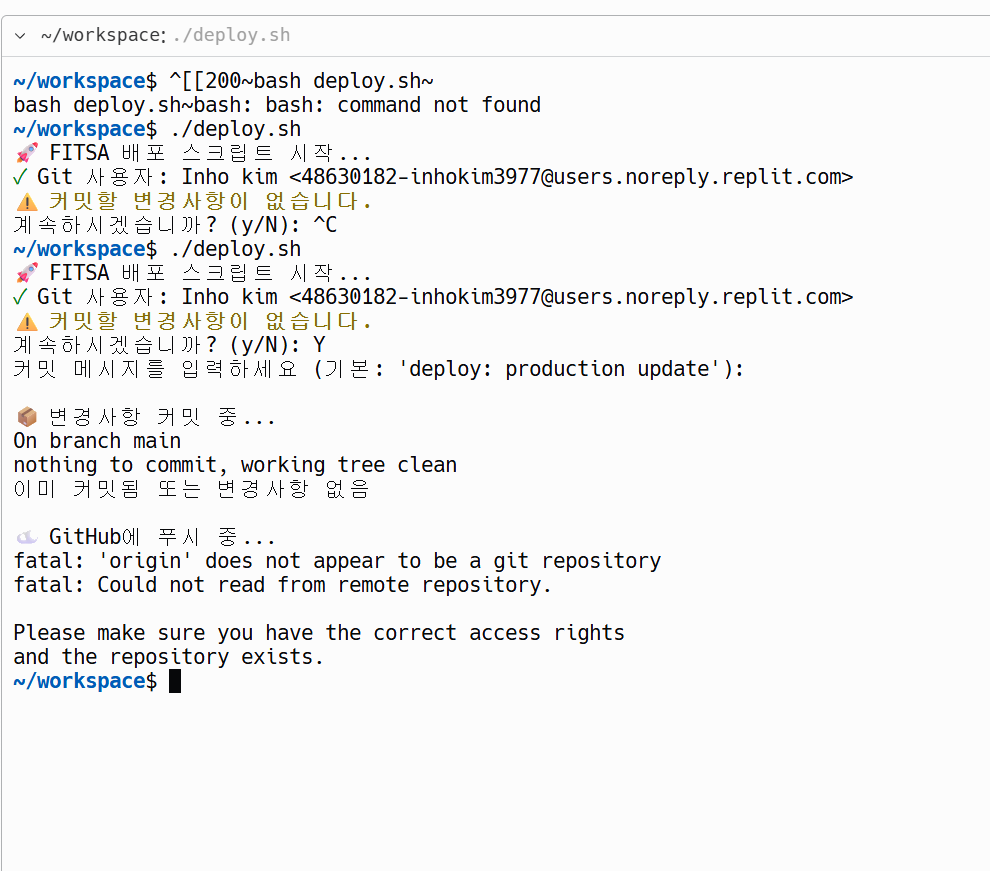 ~/workspace: ./deploy.sh
~/workspace$ ^[[200~bash deploy.sh~
bash deploy.sh~bash: bash: command not found
~/workspace$ ./deploy.sh
🚀 FITSA 배포 스크립트 시작...
✓ Git 사용자: Inho kim <48630182-inhokim3977@users.noreply.replit.com>
⚠️ 커밋할 변경사항이 없습니다.
계속하시겠습니까? (y/N): ^C
~/workspace$ ./deploy.sh
🚀 FITSA 배포 스크립트 시작...
✓ Git 사용자: Inho kim <48630182-inhokim3977@users.noreply.replit.com>
⚠️ 커밋할 변경사항이 없습니다.
계속하시겠습니까? (y/N): Y
커밋 메시지를 입력하세요 (기본: 'deploy: production update'):
📦 변경사항 커밋 중...
On branch main
nothing to commit, working tree clean
이미 커밋됨 또는 변경사항 없음
☁️ GitHub에 푸시 중...
fatal: 'origin' does not appear to be a git repository
fatal: Could not read from remote repository.
Please make sure you have the correct access rights
and the repository exists.
~/workspace$